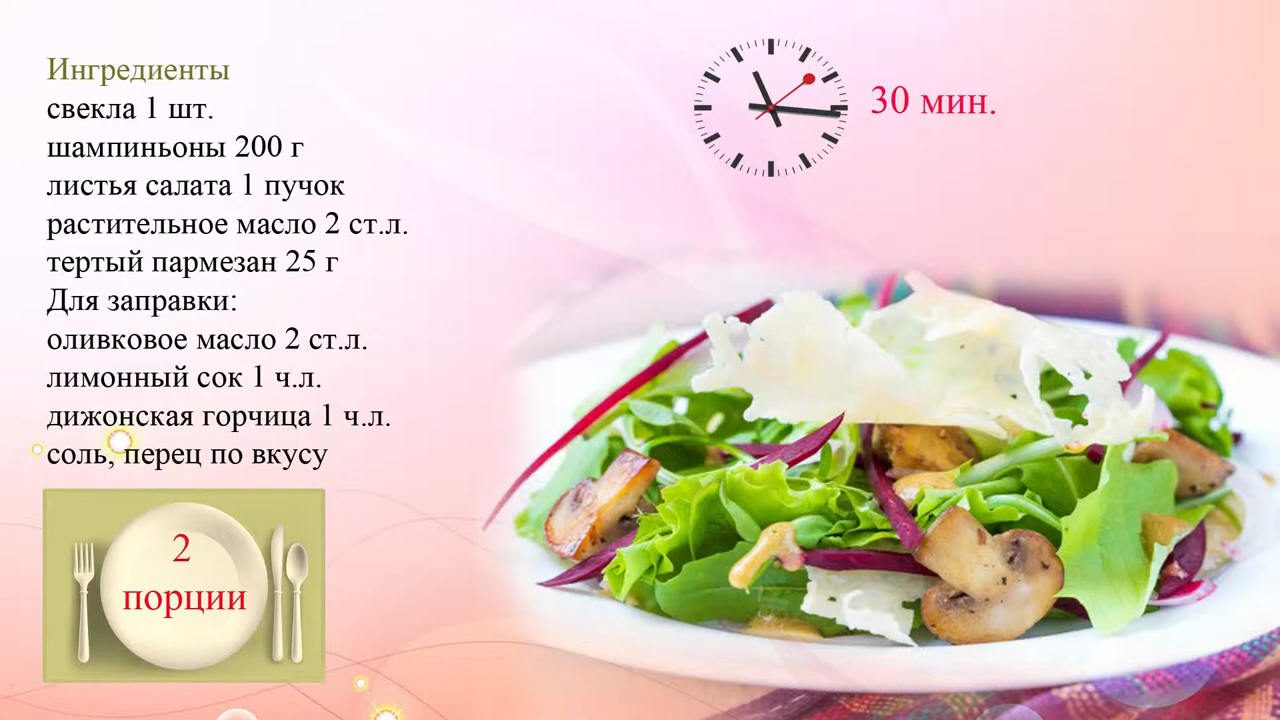 Ингредиенты
свекла 1 шт.
шампиньоны 200 г
листья салата 1 пучок
растительное масло 2 ст.л.
тертый пармезан 25 г
Для заправки:
оливковое масло 2 ст.л.
лимонный сок 1 ч.л.
дижонская горчица 1 ч.л.
соль, перец по вкусу
30 мин.
2
порции